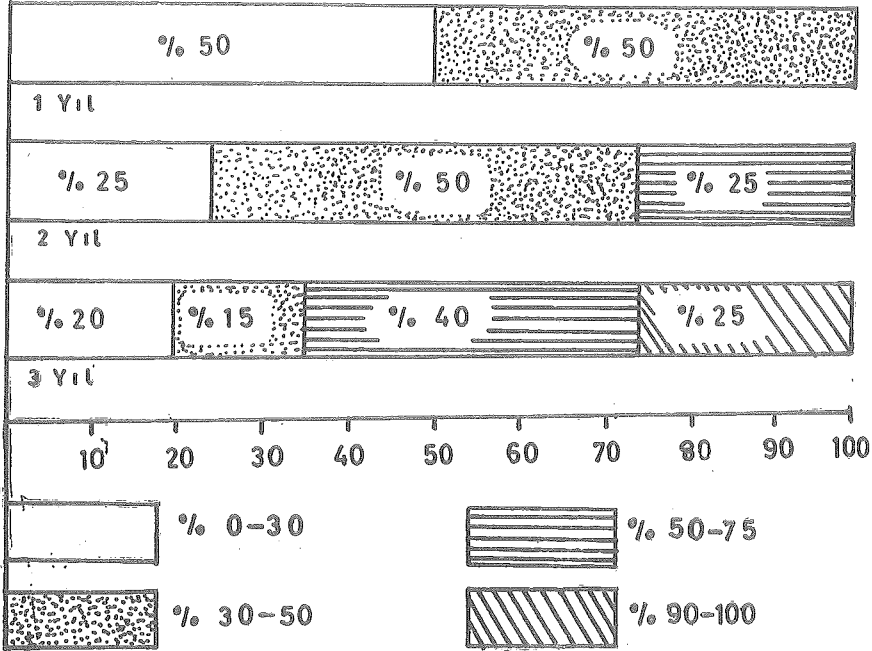 % 50 % 50
1 Yıl
% 25 % 50 % 25
2 Yıl
% 20 % 15 % 40 % 25
3 Yıl
10 20 30 40 50 60 70 80 90 100
% 0-30 % 50-75
% 30-50 % 90-100